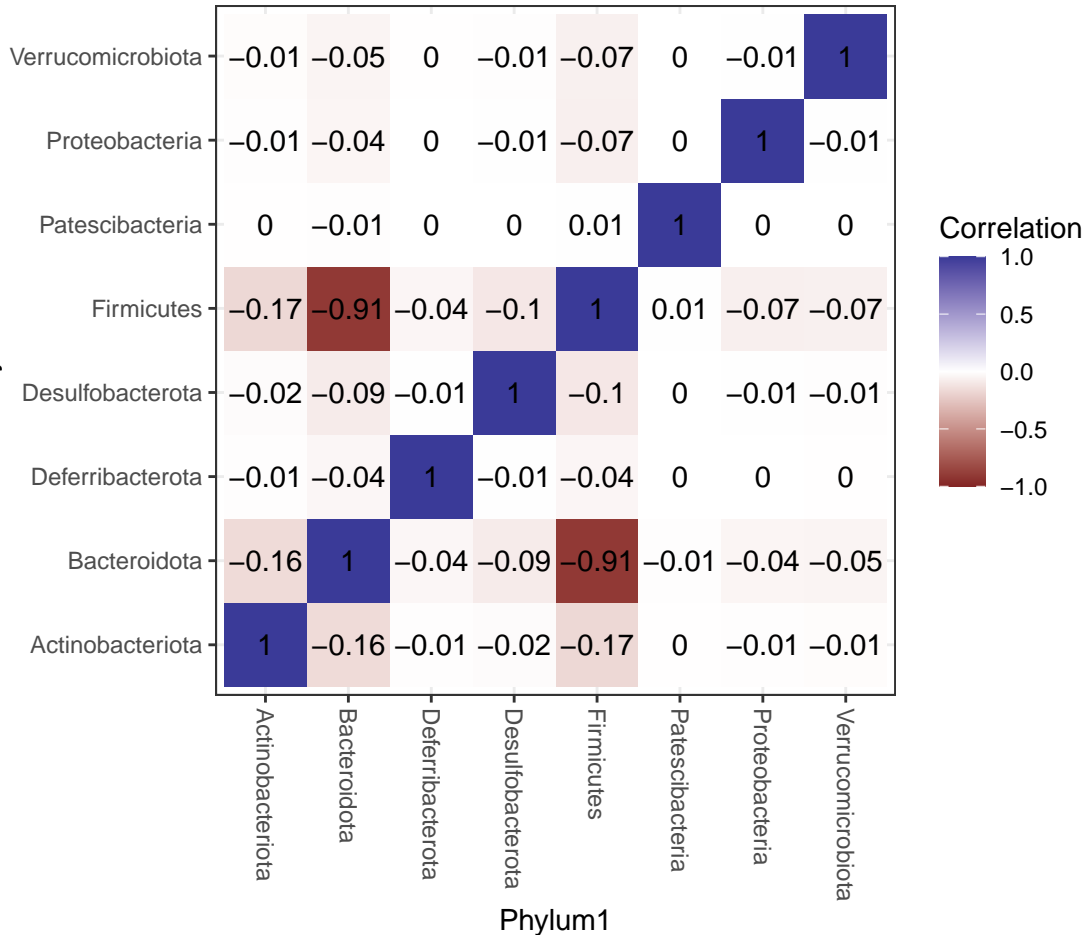 Verrucomicrobiota −0.01 −0.05 0 −0.01 −0.07 0 −0.01 1
Proteobacteria −0.01 −0.04 0 −0.01 −0.07 0 1 −0.01
Patescibacteria 0 −0.01 0 0 0.01 1 0 0
Firmicutes −0.17 −0.91 −0.04 −0.1 1 0.01 −0.07 −0.07
Desulfobacterota −0.02 −0.09 −0.01 1 −0.1 0 −0.01 −0.01
Deferribacterota −0.01 −0.04 1 −0.01 −0.04 0 0 0
Bacteroidota −0.16 1 −0.04 −0.09 −0.91 −0.01 −0.04 −0.05
Actinobacteriota 1 −0.16 −0.01 −0.02 −0.17 0 −0.01 −0.01
Actinobacteriota
Bacteroidota
Deferribacterota
Desulfobacterota
Firmicutes
Patescibacteria
Proteobacteria
Verrucomicrobiota
Phylum1
Correlation
1.0
0.5
0.0
−0.5
−1.0